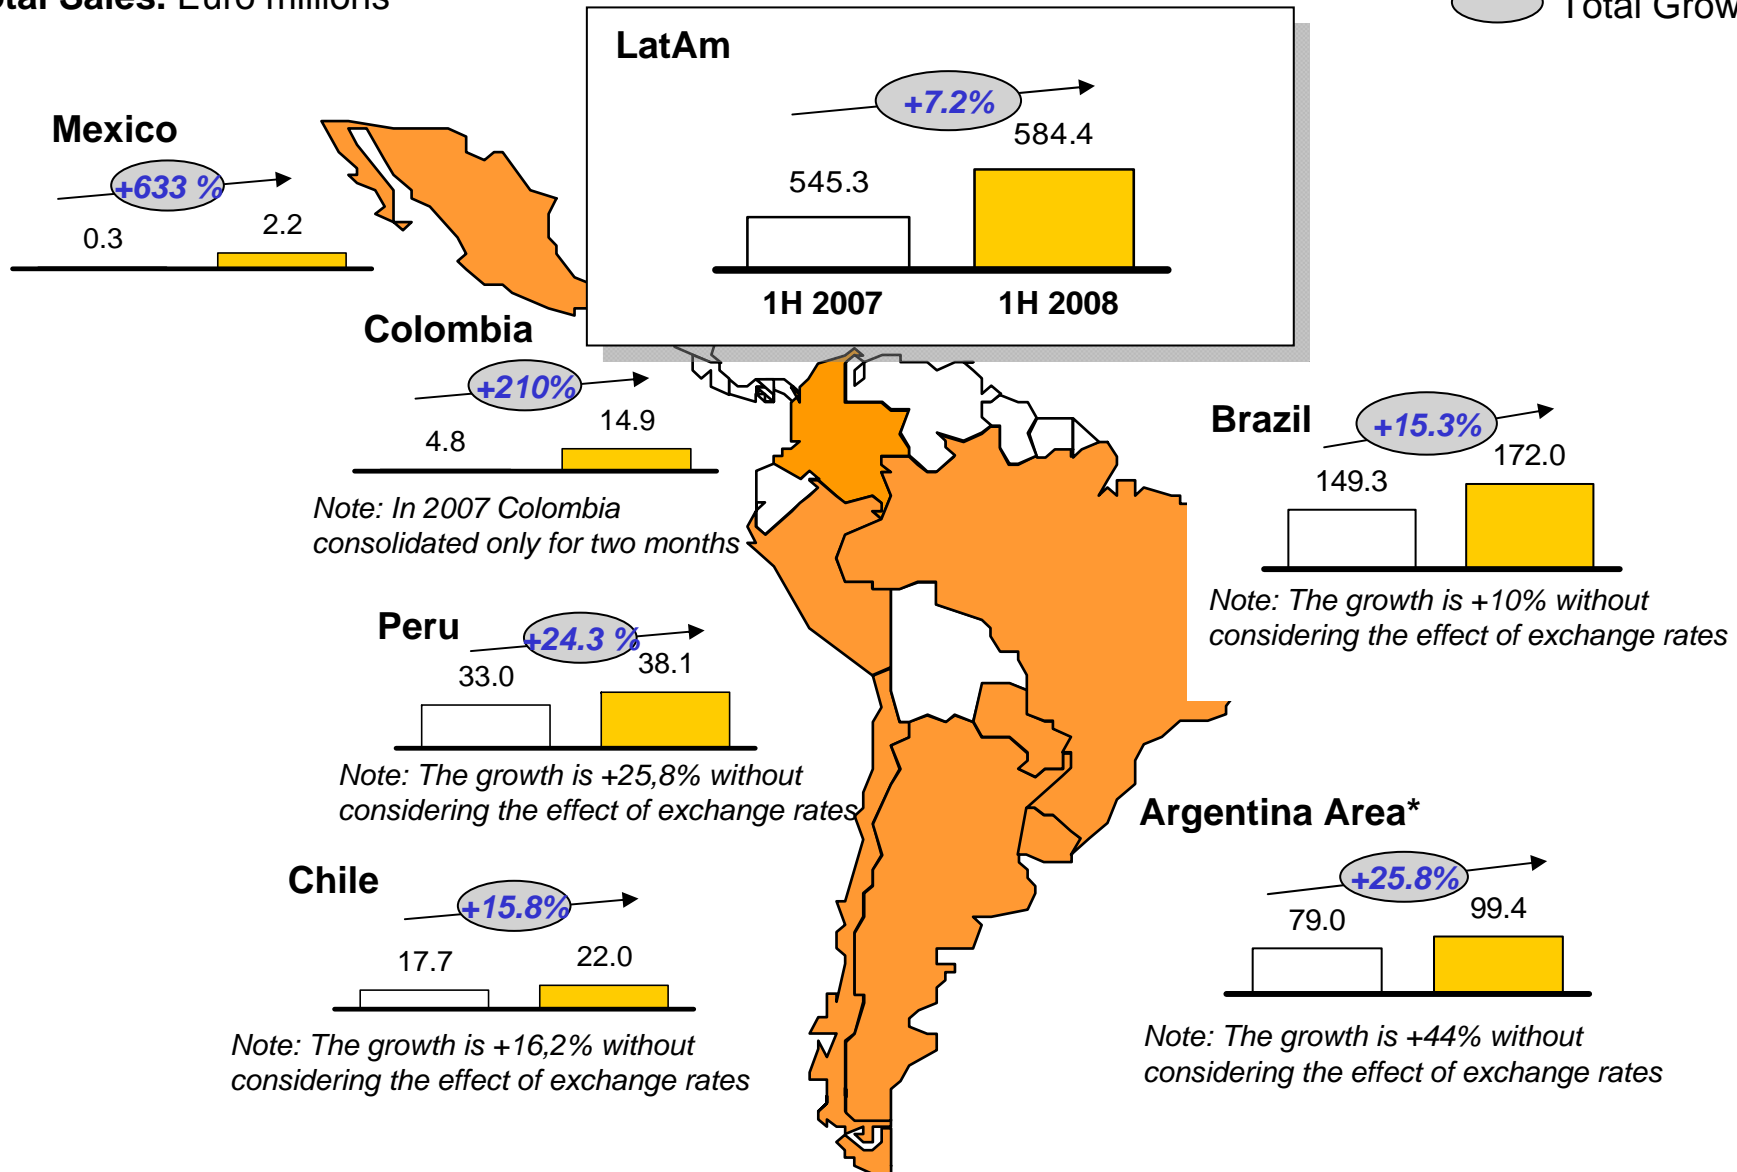 Sales: Euro millions
Total
LatAm
+7.2%
584.4
545.3
1H 2007 1H 2008
Mexico
+633 %
2.2
0.3
Colombia
+210%
14.9
4.8
Note: In 2007 Colombia
consolidated only for two months
Brazil
+15.3%
172.0
149.3
Note: The growth is +10% without
considering the effect of exchange rates
Peru
+24.3 %
38.1
33.0
Note: The growth is +25,8% without
considering the effect of exchange rates
Argentina Area*
+25.8%
99.4
79.0
Note: The growth is +44% without
considering the effect of exchange rates
Chile
+15.8%
22.0
17.7
Note: The growth is +16,2% without
considering the effect of exchange rates